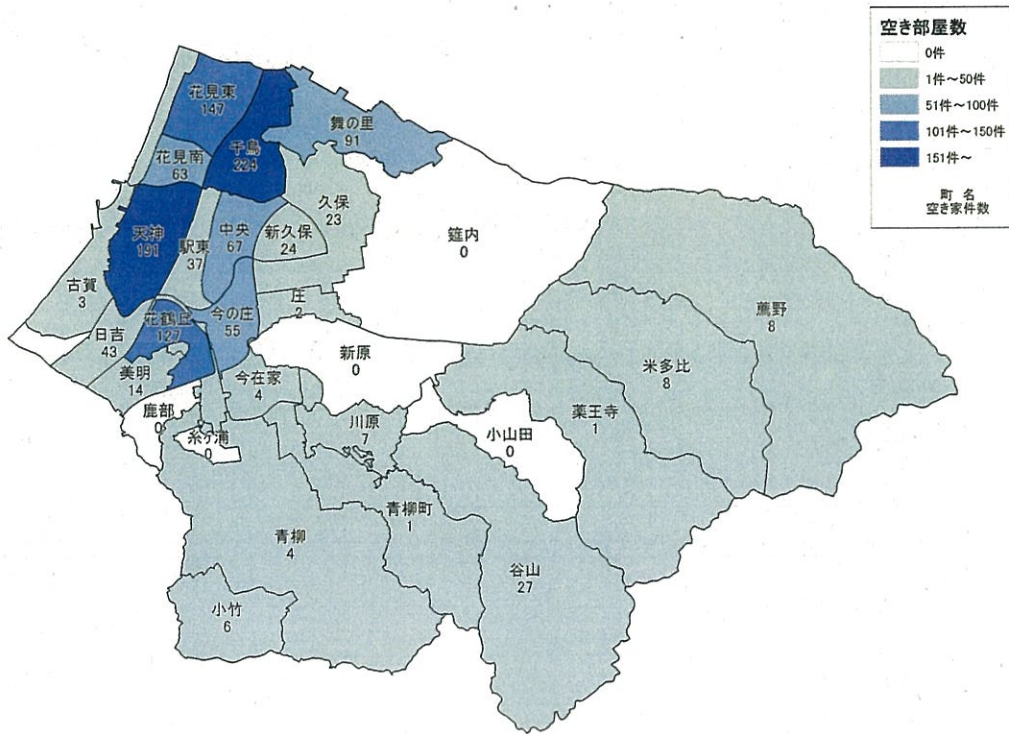 空き部屋数
0件
1件～50件
51件～100件
101件～150件
151件～
町 名
空き家件数
花見東
147
千鳥
224
舞の里
91
花見南
63
久保
23
天神
191
駅東
37
中央
67
新久保
24
筵内
0
古賀
3
庄
2
薦野
8
日吉
43
花鶴丘
127
今の庄
55
新原
0
米多比
8
美明
14
今在家
4
薬王寺
1
鹿部
0
糸ヶ浦
0
川原
7
小山田
0
青柳町
1
青柳
4
谷山
27
小竹
6